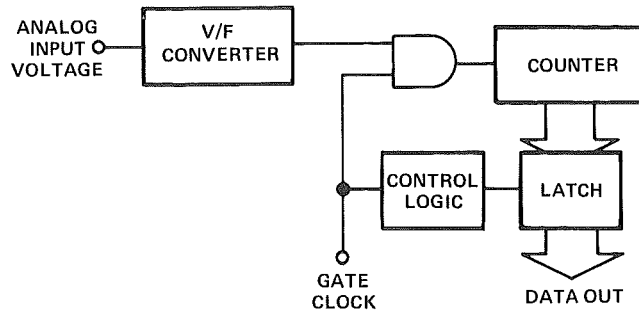 ANALOG
INPUT
VOLTAGE
V/F
CONVERTER
COUNTER
CONTROL
LOGIC
LATCH
GATE
CLOCK
DATA OUT